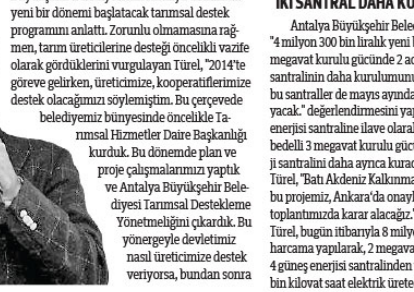 yeni bir dönemi başlatacak tarımsal destek
programını anlattı. Zorunlu olmamasına rağ-
men, tarım üreticilerine desteği öncelikli vazife
olarak gördüklerini vurgulayan Türel, "2014'te
göreve gelirken, üreticimize, kooperatiflerimize
destek olacağımızı söylemiştim. Bu çerçevede
belediyemiz bünyesinde öncelikle Ta-
rımsal Hizmetler Daire Başkanlığı
kurduk. Bu dönemde plan ve
proje çalışmalarımızı yaptık
ve Antalya Büyükşehir Bele-
diyesi Tarımsal Destekleme
Yönetmeliğini çıkardık. Bu
yönergeyle devletimiz
nasıl üreticimize destek
veriyorsa, bundan sonra
İKİ SANTRAL DAHA KU
Antalya Büyükşehir Belec
"4 milyon 300 bin liralık yeni
megavat kurulu gücünde 2 ac
santralinin daha kurulumun
bu santraller de mayıs ayında
yacak." değerlendirmesini yap
enerjisi santraline ilave olaral
bedelli 3 megavat kurulu gücü
ji santralini daha ayrıca kurac
Türel, "Batı Akdeniz Kalkınma
bu projemiz, Ankara'da onayl
toplantımızda karar alacağız."
Türel, bugün itibarıyla 8 milyo
harcama yapılarak, 2 megava
4 güneş enerjisi santralinden
bin kilovat saat elektrik ürete